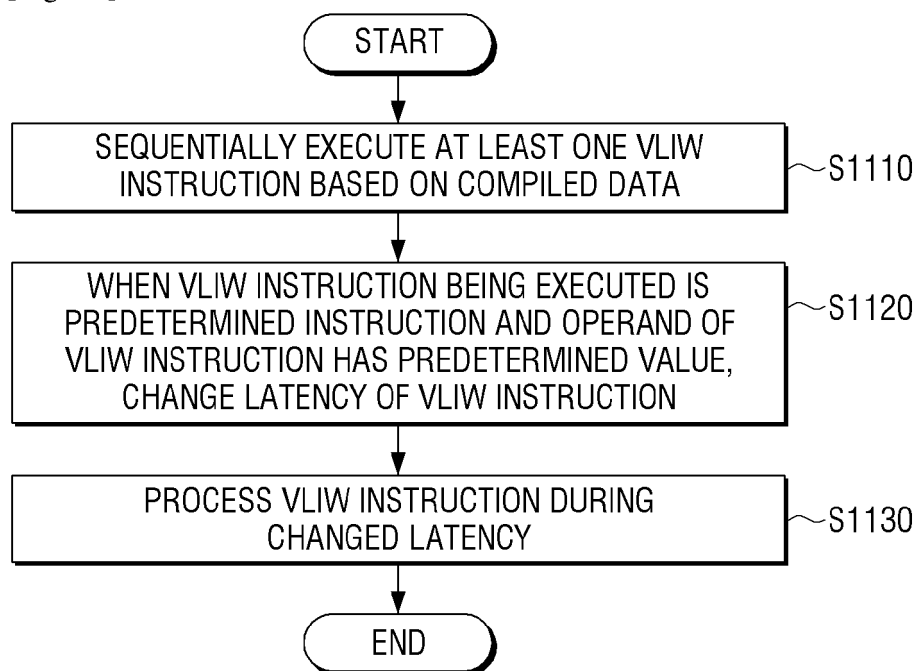 START
SEQUENTIALLY EXECUTE AT LEAST ONE VLIW
INSTRUCTION BASED ON COMPILED DATA
S1110
WHEN VLIW INSTRUCTION BEING EXECUTED IS
PREDETERMINED INSTRUCTION AND OPERAND OF
VLIW INSTRUCTION HAS PREDETERMINED VALUE,
CHANGE LATENCY OF VLIW INSTRUCTION
S1120
PROCESS VLIW INSTRUCTION DURING
CHANGED LATENCY
S1130
END